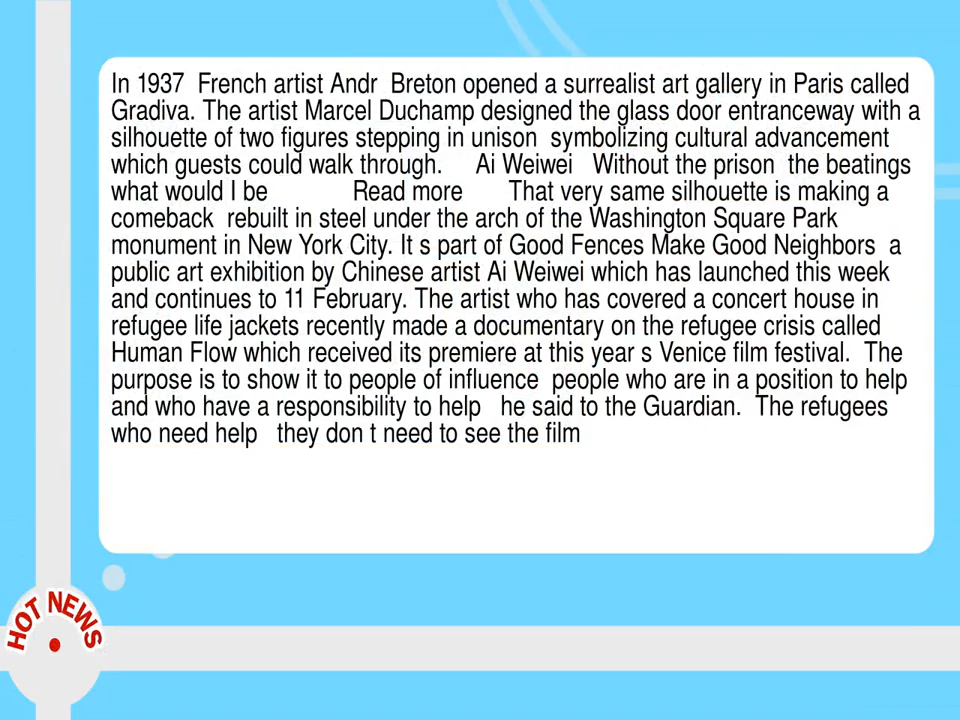 In 1937  French artist Andr  Breton opened a surrealist art gallery in Paris called
Gradiva. The artist Marcel Duchamp designed the glass door entranceway with a
silhouette of two figures stepping in unison  symbolizing cultural advancement
which guests could walk through.     Ai Weiwei   Without the prison  the beatings
what would I be            Read more      That very same silhouette is making a
comeback  rebuilt in steel under the arch of the Washington Square Park
monument in New York City. It s part of Good Fences Make Good Neighbors  a
public art exhibition by Chinese artist Ai Weiwei which has launched this week
and continues to 11 February. The artist who has covered a concert house in
refugee life jackets recently made a documentary on the refugee crisis called
Human Flow which received its premiere at this year s Venice film festival.  The
purpose is to show it to people of influence  people who are in a position to help
and who have a responsibility to help   he said to the Guardian.  The refugees
who need help   they don t need to see the film
HOT NEWS